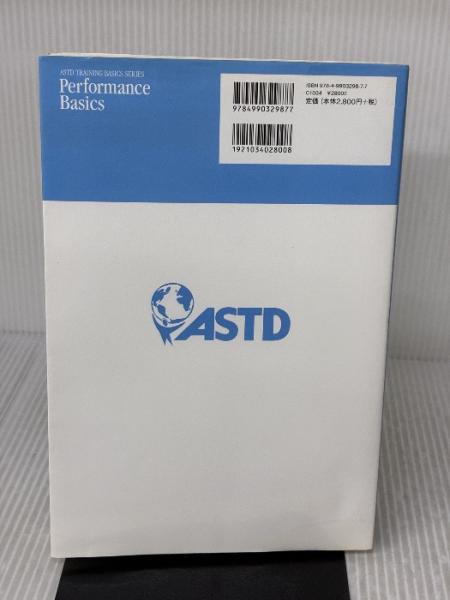 ASTD TRAINING BASICS SERIES
Performance
Basics
9784990329877
1921034028008
ISBN 978-4-9903298-7-7
C1034 ¥2800E
定価(本体2,800円+税)
ASTD